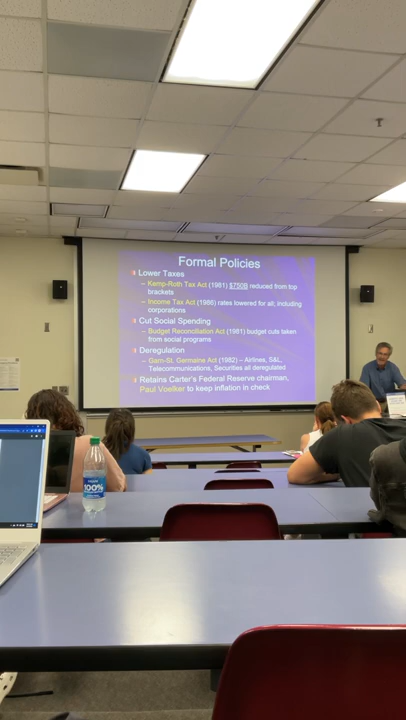 Formal Policies
Lower Taxes
– Kemp-Roth Tax Act (1981) $750B reduced from top
brackets
– Income Tax Act (1986) rates lowered for all, including
corporations
Cut Social Spending
– Budget Reconciliation Act (1981) budget cuts taken
from social programs
Deregulation
– Garn-St. Germaine Act (1982) – Airlines, S&L,
Telecommunications, Securities all deregulated
Retains Carter's Federal Reserve chairman,
Paul Voelker to keep inflation in check
100%